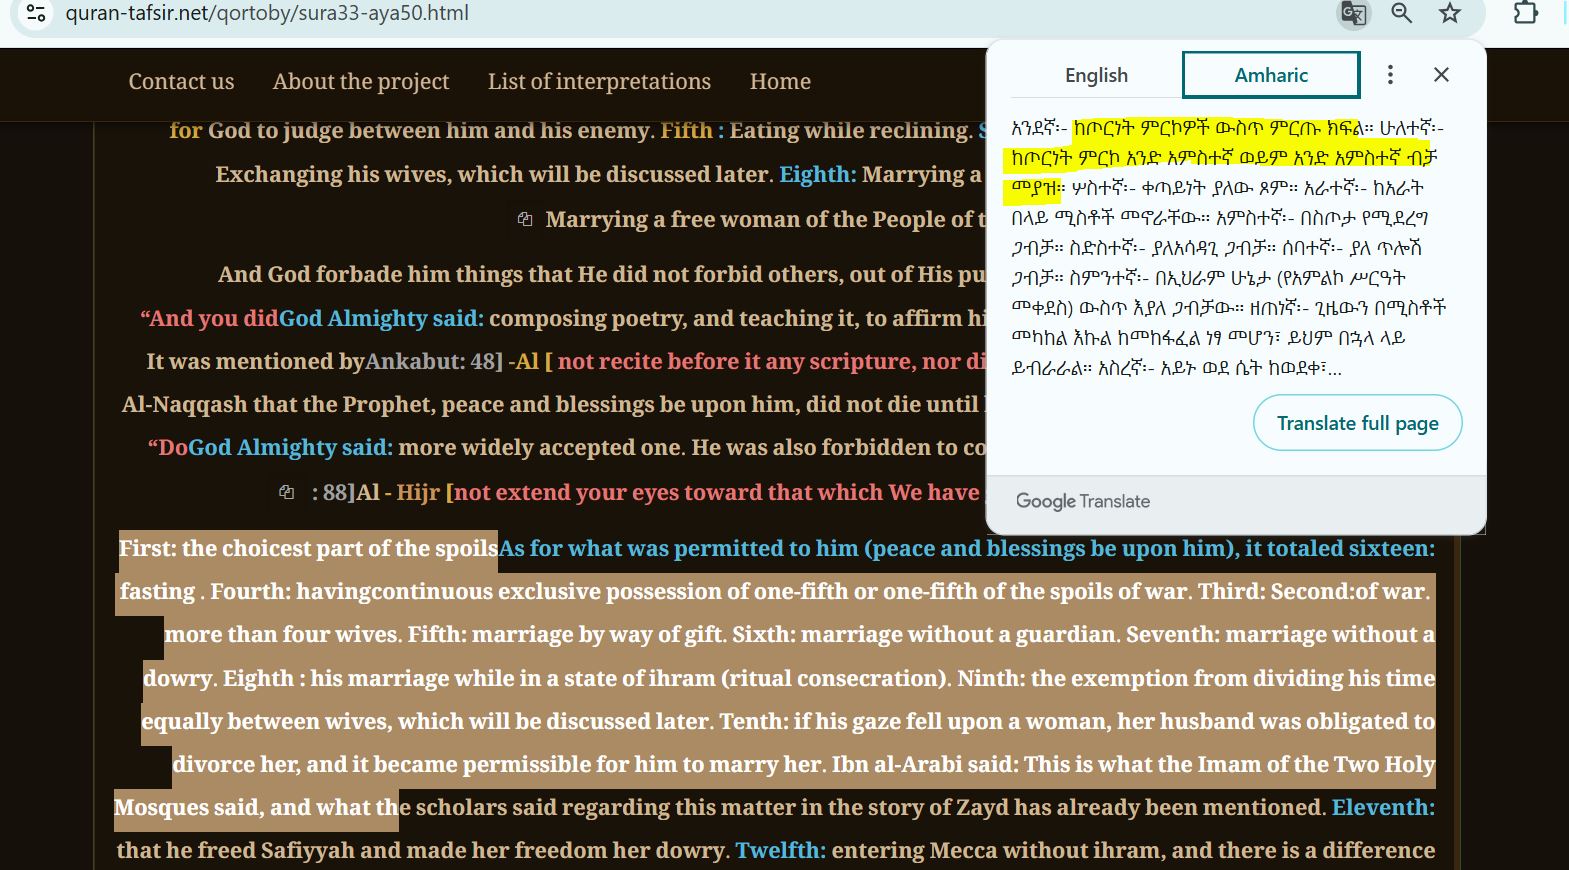 quran-tafsir.net/qortoby/sura33-aya50.html
Contact us About the project List of interpretations Home
for God to judge between him and his enemy. Fifth : Eating while reclining.
Exchanging his wives, which will be discussed later. Eighth: Marrying a
Marrying a free woman of the People of t
And God forbade him things that He did not forbid others, out of His pu
“And you didGod Almighty said: composing poetry, and teaching it, to affirm hi
It was mentioned byAnkabut: 48] -Al [ not recite before it any scripture, nor di
Al-Naqqash that the Prophet, peace and blessings be upon him, did not die until
“DoGod Almighty said: more widely accepted one. He was also forbidden to co
: 88]Al - Hijr [not extend your eyes toward that which We have
First: the choicest part of the spoilsAs for what was permitted to him (peace and blessings be upon him), it totaled sixteen:
fasting . Fourth: havingcontinuous exclusive possession of one-fifth or one-fifth of the spoils of war. Third: Second:of war.
more than four wives. Fifth: marriage by way of gift. Sixth: marriage without a guardian. Seventh: marriage without a
dowry. Eighth : his marriage while in a state of ihram (ritual consecration). Ninth: the exemption from dividing his time
equally between wives, which will be discussed later. Tenth: if his gaze fell upon a woman, her husband was obligated to
divorce her, and it became permissible for him to marry her. Ibn al-Arabi said: This is what the Imam of the Two Holy
Mosques said, and what the scholars said regarding this matter in the story of Zayd has already been mentioned. Eleventh:
that he freed Safiyyah and made her freedom her dowry. Twelfth: entering Mecca without ihram, and there is a difference
English Amharic
አንደኛ፡- ከጦርነት ምርኮዎች ውስጥ ምርጡ ክፍል። ሁለተኛ፡-
ከጦርነት ምርኮ አንድ አምስተኛ ወይም አንድ አምስተኛ ብቻ
መያዝ። ሦስተኛ፡- ቀጣይነት ያለው ጾም። አራተኛ፡- ከአራት
በላይ ሚስቶች መኖራቸው። አምስተኛ፡- በስጦታ የሚደረግ
ጋብቻ። ስድስተኛ፡- ያለአሳዳጊ ጋብቻ። ሰባተኛ፡- ያለ ጥሎሽ
ጋብቻ። ስምንተኛ፡- በኢህራም ሁኔታ (የአምልኮ ሥርዓት
መቀደስ) ውስጥ እያለ ጋብቻው። ዘጠነኛ፡- ጊዜውን በሚስቶች
መካከል እኩል ከመከፋፈል ነፃ መሆን፣ ይህም በኋላ ላይ
ይብራራል። አስረኛ፡- አይኑ ወደ ሴት ከወደቀ፣...
Translate full page
Google Translate